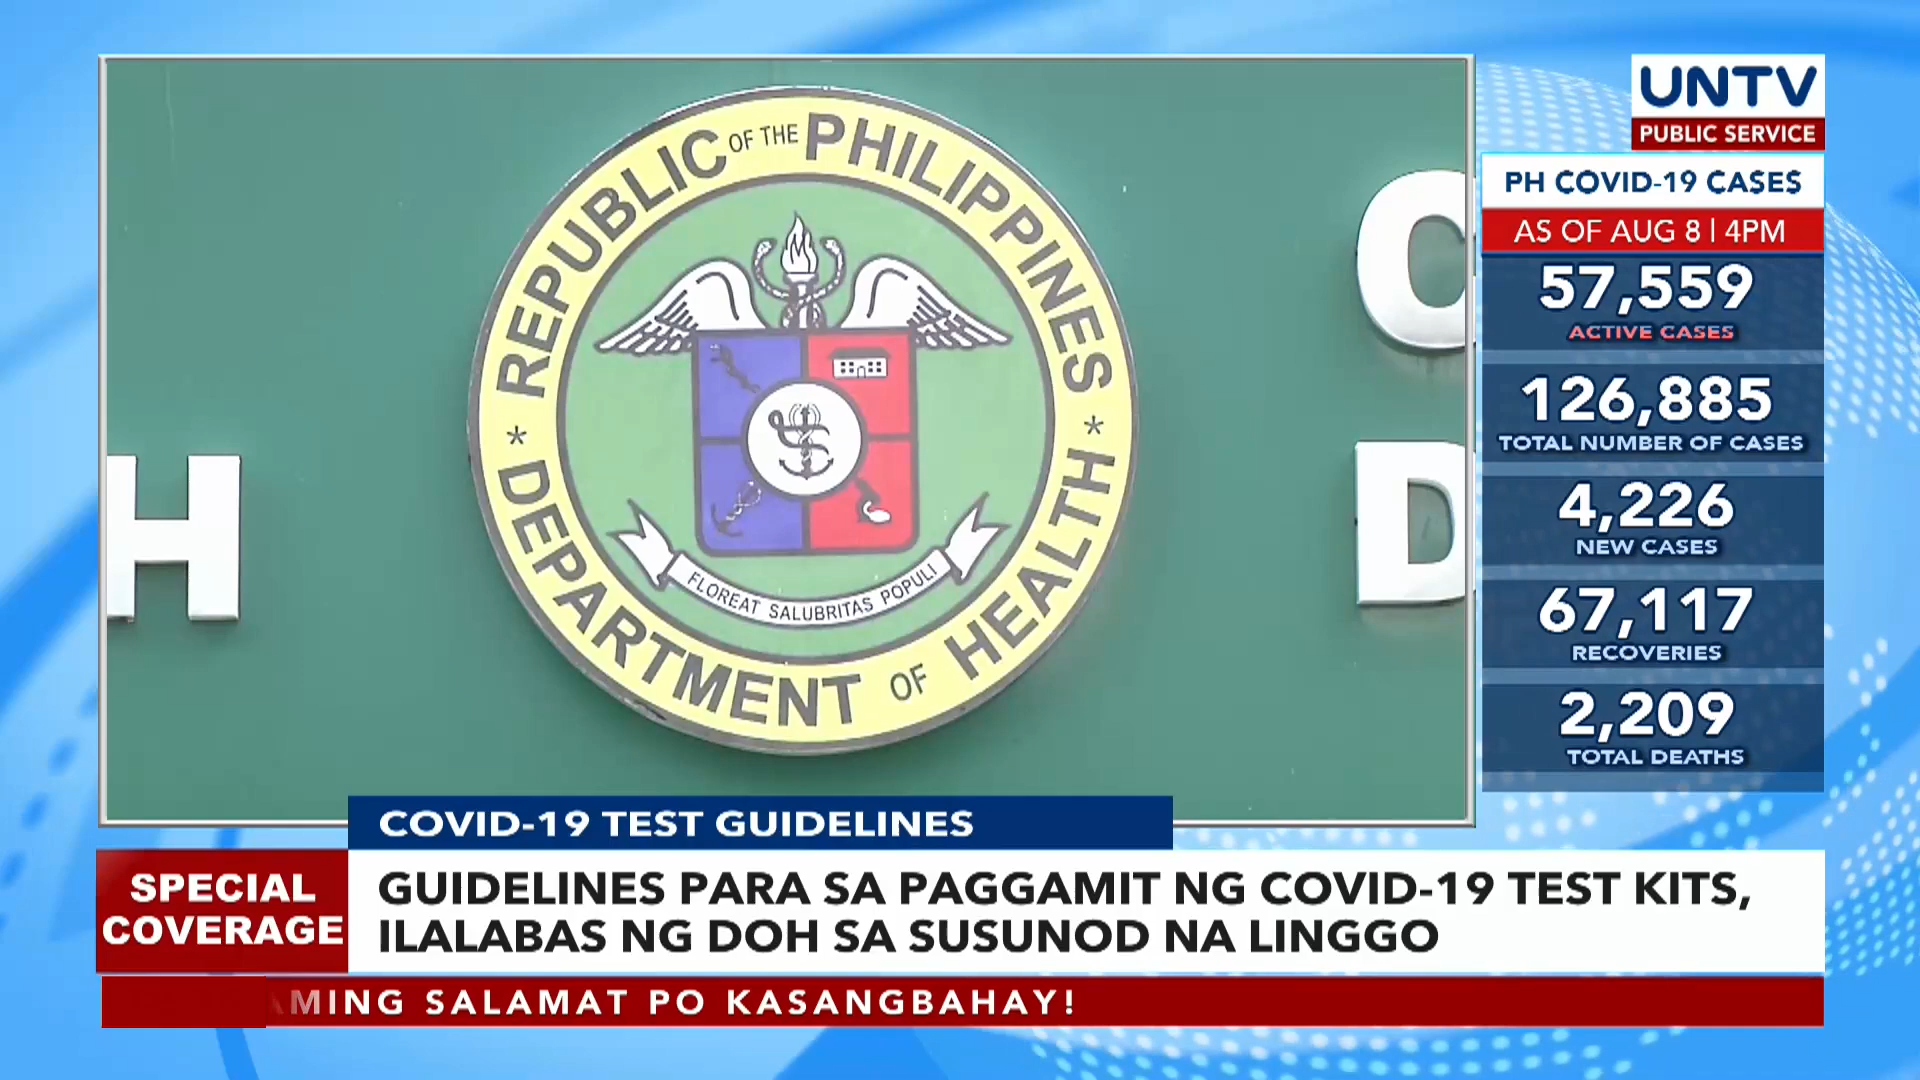 UNTV
PUBLIC SERVICE
PH COVID-19 CASES
AS OF AUG 8 | 4PM
57,559
ACTIVE CASES
126,885
TOTAL NUMBER OF CASES
4,226
NEW CASES
67,117
RECOVERIES
2,209
TOTAL DEATHS
REPUBLIC OF THE PHILIPPINES
* DEPARTMENT OF HEALTH *
FLOREAT SALUBRITAS POPULI
H
C
D
COVID-19 TEST GUIDELINES
SPECIAL
COVERAGE
GUIDELINES PARA SA PAGGAMIT NG COVID-19 TEST KITS,
ILALABAS NG DOH SA SUSUNOD NA LINGGO
AMING SALAMAT PO KASANGBAHAY!